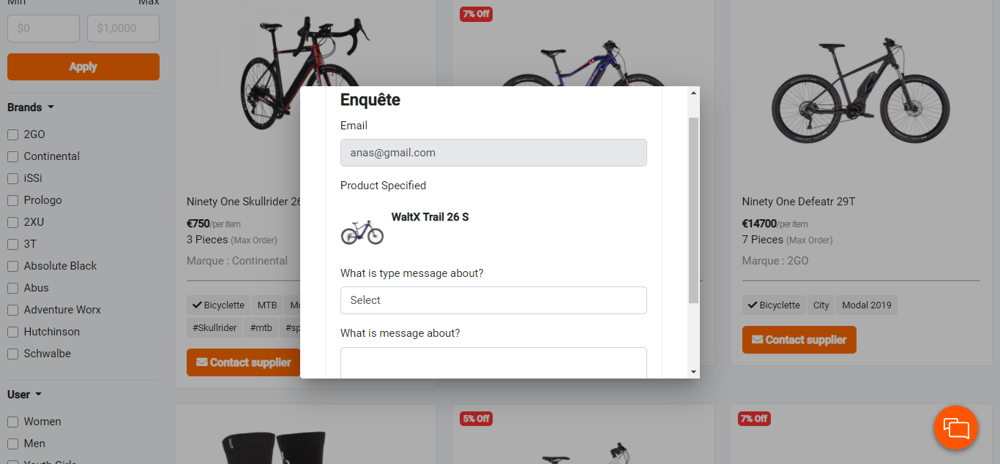 Min Max
$0 $1,0000
Apply
Brands
2GO
Continental
iSSi
Prologo
2XU
3T
Absolute Black
Abus
Adventure Worx
Hutchinson
Schwalbe
User
Women
Men
Youth Girls
Ninety One Skullrider 26
€750/per item
3 Pieces (Max Order)
Marque : Continental
Bicyclette MTB
#Skullrider #mtb
Contact supplier
7% Off
Enquête
Email
anas@gmail.com
Product Specified
WaltX Trail 26 S
What is type message about?
Select
What is message about?
Ninety One Defeatr 29T
€14700/per item
7 Pieces (Max Order)
Marque : 2GO
Bicyclette City Modal 2019
Contact supplier
5% Off
7% Off